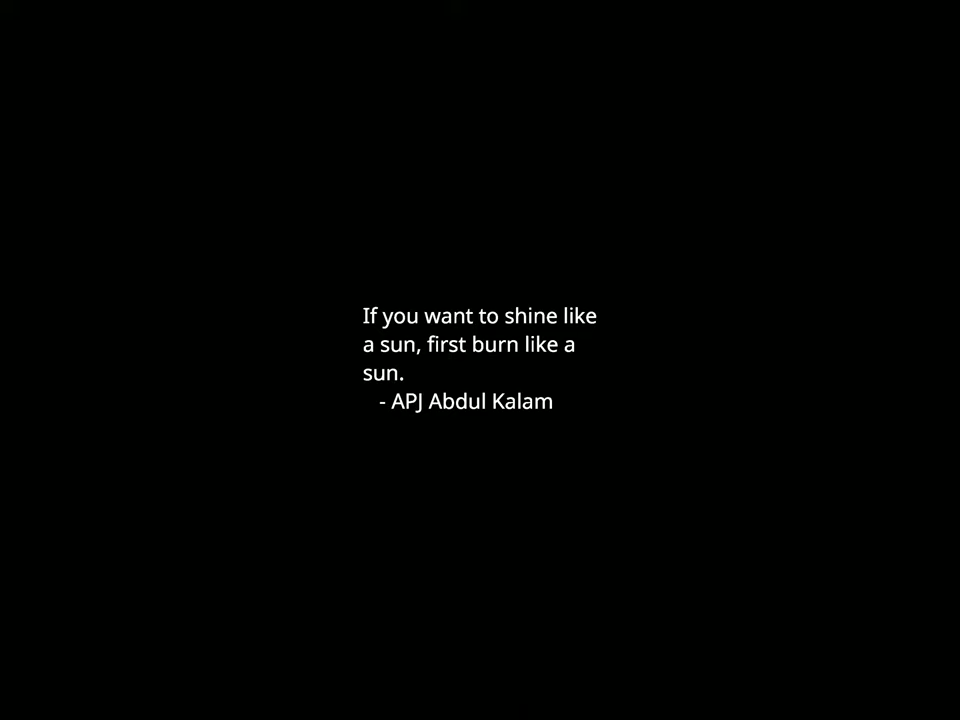 If you want to shine like
a sun, first burn like a
sun.
- APJ Abdul Kalam